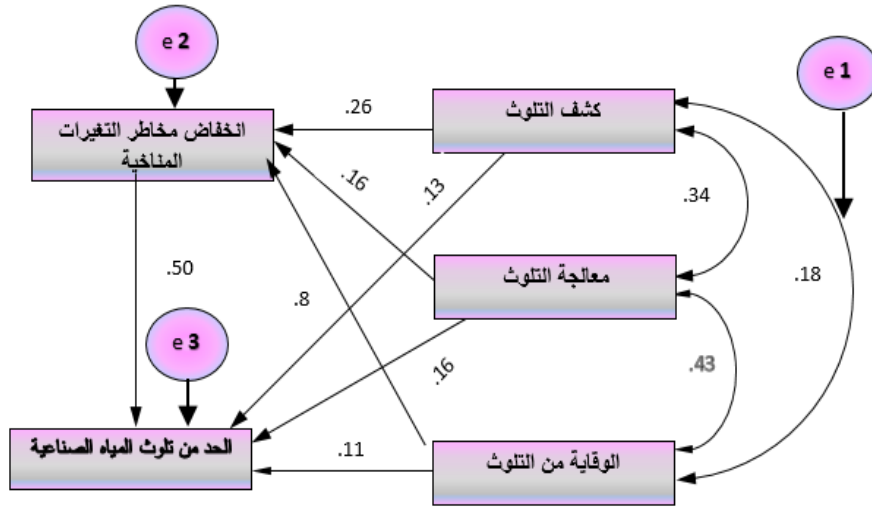 e 2
e 1
كشف التلوث
.26
انخفاض مخاطر التغيرات
المناخية
.16
.13
.34
.50
معالجة التلوث
.18
.8
e 3
.16
.43
الحد من تلوث المياه الصناعية
.11
الوقاية من التلوث